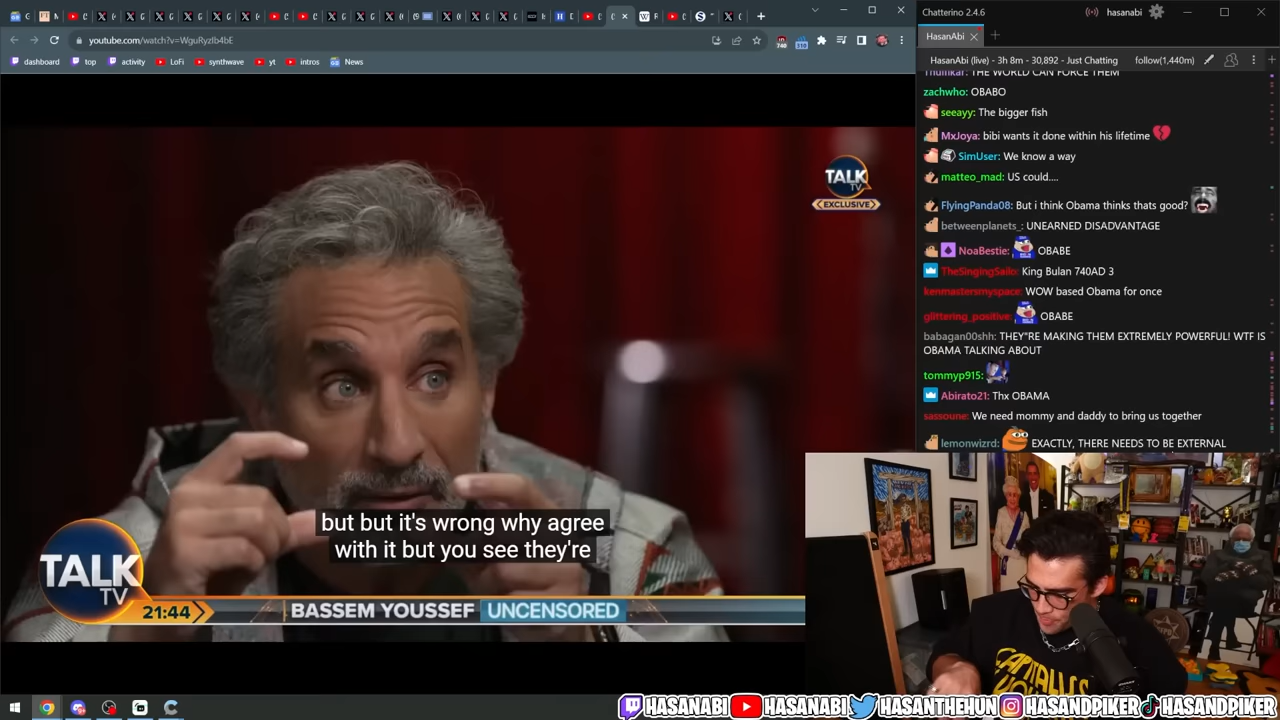 youtube.com/watch?v=WguRyzIb4bE
740
310
dashboard
top
activity
LoFi
synthwave
yt
intros
News
TALK
TV
EXCLUSIVE
but but it's wrong why agree
with it but you see they're
TALK
TV
21:44
BASSEM YOUSSEF UNCENSORED
Chatterino 2.4.6
hasanabi
HasanAbi
HasanAbi (live) - 3h 8m - 30,892 - Just Chatting
follow(1,440m)
THE WORLD CAN FORCE THEM
zachwho: OBABO
seeayy: The bigger fish
MxJoya: bibi wants it done within his lifetime
SimUser: We know a way
matteo_mad: US could....
FlyingPanda08: But i think Obama thinks thats good?
betweenplanets_: UNEARNED DISADVANTAGE
NoaBestie: OBABE
TheSingingSailo: King Bulan 740AD 3
kenmastersmyspace: WOW based Obama for once
glittering_positive: OBABE
babagan00shh: THEY"RE MAKING THEM EXTREMELY POWERFUL! WTF IS
OBAMA TALKING ABOUT
tommyp915:
Abirato21: Thx OBAMA
sassoune: We need mommy and daddy to bring us together
lemonwizrd: EXACTLY, THERE NEEDS TO BE EXTERNAL
HASANABI HASANABI HASANTHEHUN HASANDPIKER HASANDPIKER